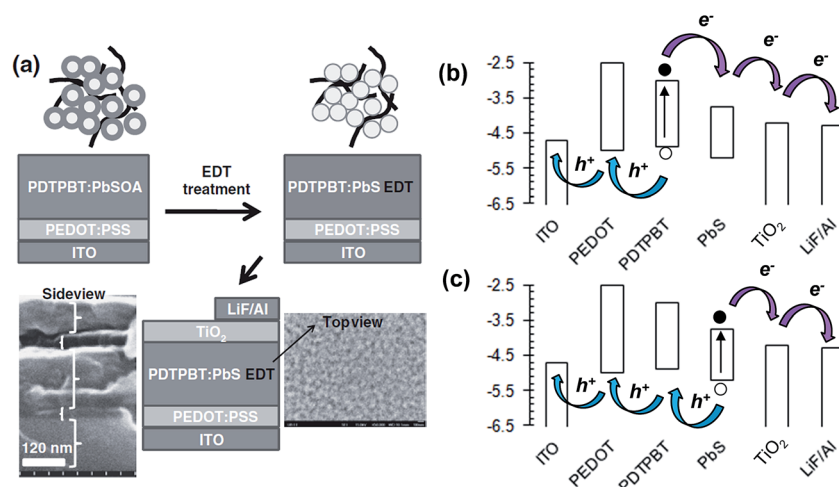 (a)
PDTPBT:PbSOA
PEDOT:PSS
ITO
EDT
treatment
PDTPBT:PbS EDT
PEDOT:PSS
ITO
Sideview
120 nm
LiF/Al
TiO2
PDTPBT:PbS EDT
PEDOT:PSS
ITO
Top view
(b)
-2.5
-3.5
-4.5
-5.5
-6.5
e-
e-
e-
h+
h+
ITO
PEDOT
PDTPBT
PbS
TiO2
LiF/Al
(c)
-2.5
-3.5
-4.5
-5.5
-6.5
e-
e-
h+
h+
h+
ITO
PEDOT
PDTPBT
PbS
TiO2
LiF/Al